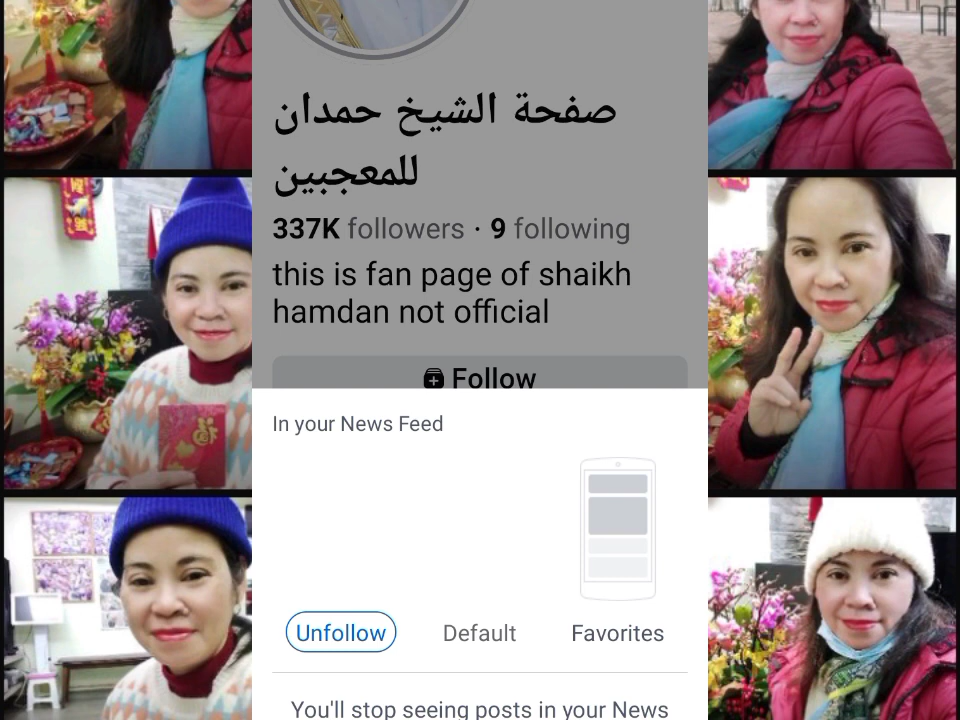 صفحة الشيخ حمدان
للمعجبين
337K followers · 9 following
this is fan page of shaikh
hamdan not official
Follow
In your News Feed
Unfollow Default Favorites
You'll stop seeing posts in your News